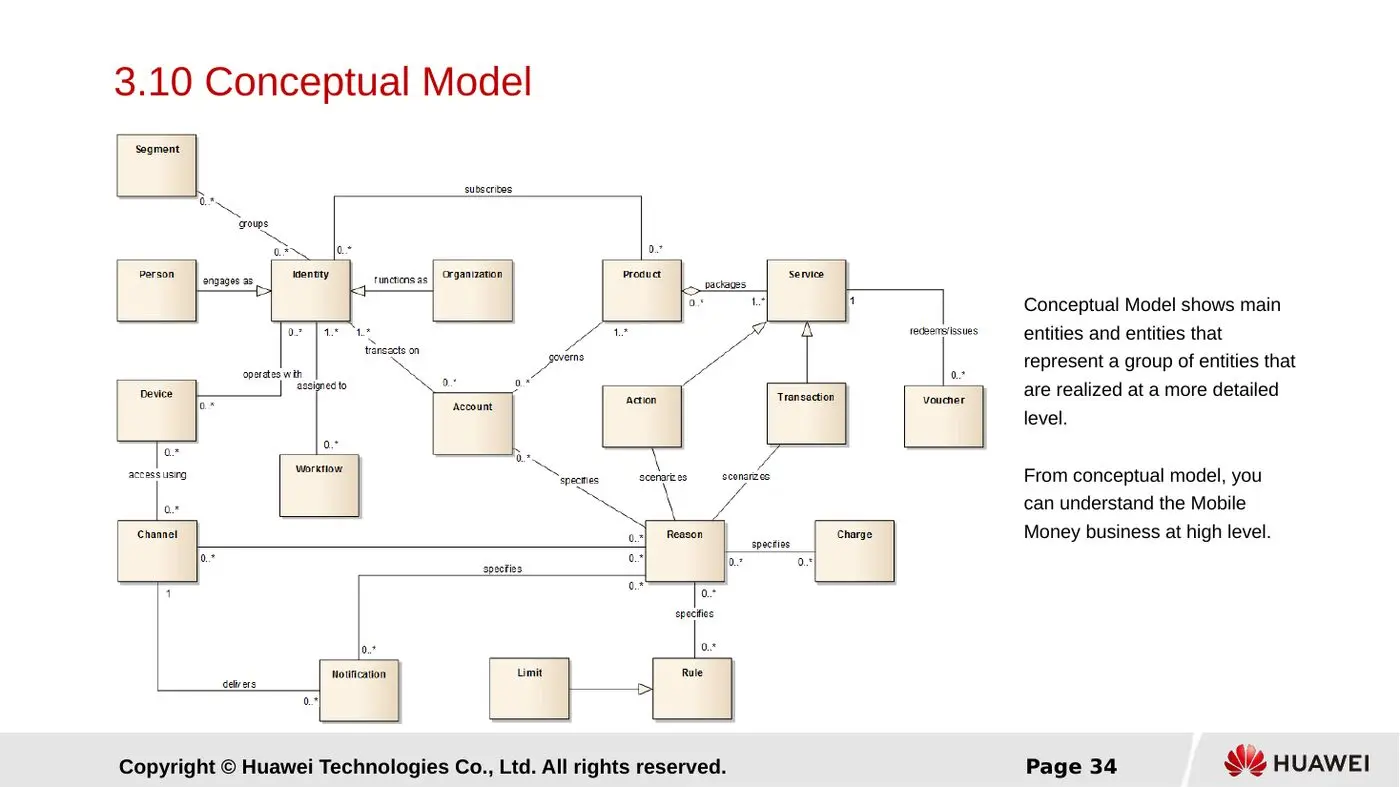 3.10 Conceptual Model
Segment
subscribes
0..*
groups
0..*
0..*
0..*
Person
engages as
Identity
functions as
Organization
Product
packages
Service
0..*
1..*
1
0..*
1..*
1..*
1..*
redeems/issues
transacts on
governs
operates with
assigned to
0..*
0..*
0..*
Device
0..*
Account
Action
Transaction
Voucher
0..*
0..*
0..*
access using
Workflow
specifies
scenarizes
scenarizes
0..*
Channel
0..*
0..*
Reason
specifies
Charge
0..*
0..*
0..*
specifies
0..*
1
0..*
specifies
0..*
0..*
Notification
Limit
Rule
delivers
0..*
Conceptual Model shows main
entities and entities that
represent a group of entities that
are realized at a more detailed
level.
From conceptual model, you
can understand the Mobile
Money business at high level.
Copyright © Huawei Technologies Co., Ltd. All rights reserved.
Page 34
HUAWEI